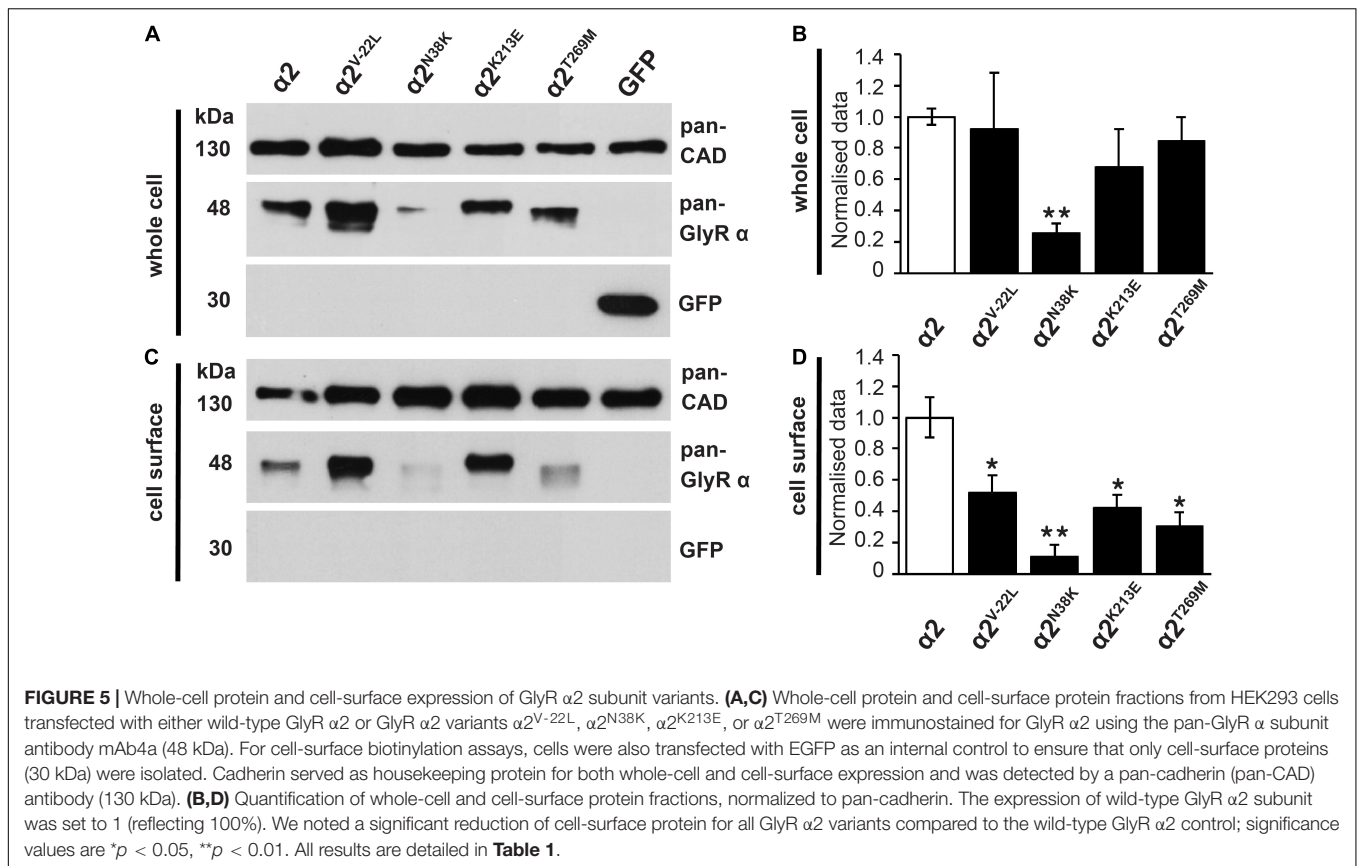 A
α2 α2V-22L α2N38K α2K213E α2T269M GFP
whole cell
kDa
130
pan-
CAD
48
pan-
GlyR α
30
GFP
B
whole cell
Normalised data
1.4
1.2
1.0
0.8
0.6
0.4
0.2
0
**
α2 α2V-22L α2N38K α2K213E α2T269M
C
cell surface
kDa
130
pan-
CAD
48
pan-
GlyR α
30
GFP
D
cell surface
Normalised data
1.4
1.2
1.0
0.8
0.6
0.4
0.2
0
* ** * *
α2 α2V-22L α2N38K α2K213E α2T269M
FIGURE 5 | Whole-cell protein and cell-surface expression of GlyR α2 subunit variants. (A,C) Whole-cell protein and cell-surface protein fractions from HEK293 cells
transfected with either wild-type GlyR α2 or GlyR α2 variants α2V-22L, α2N38K, α2K213E, or α2T269M were immunostained for GlyR α2 using the pan-GlyR α subunit
antibody mAb4a (48 kDa). For cell-surface biotinylation assays, cells were also transfected with EGFP as an internal control to ensure that only cell-surface proteins
(30 kDa) were isolated. Cadherin served as housekeeping protein for both whole-cell and cell-surface expression and was detected by a pan-cadherin (pan-CAD)
antibody (130 kDa). (B,D) Quantification of whole-cell and cell-surface protein fractions, normalized to pan-cadherin. The expression of wild-type GlyR α2 subunit
was set to 1 (reflecting 100%). We noted a significant reduction of cell-surface protein for all GlyR α2 variants compared to the wild-type GlyR α2 control; significance
values are *p < 0.05, **p < 0.01. All results are detailed in Table 1.